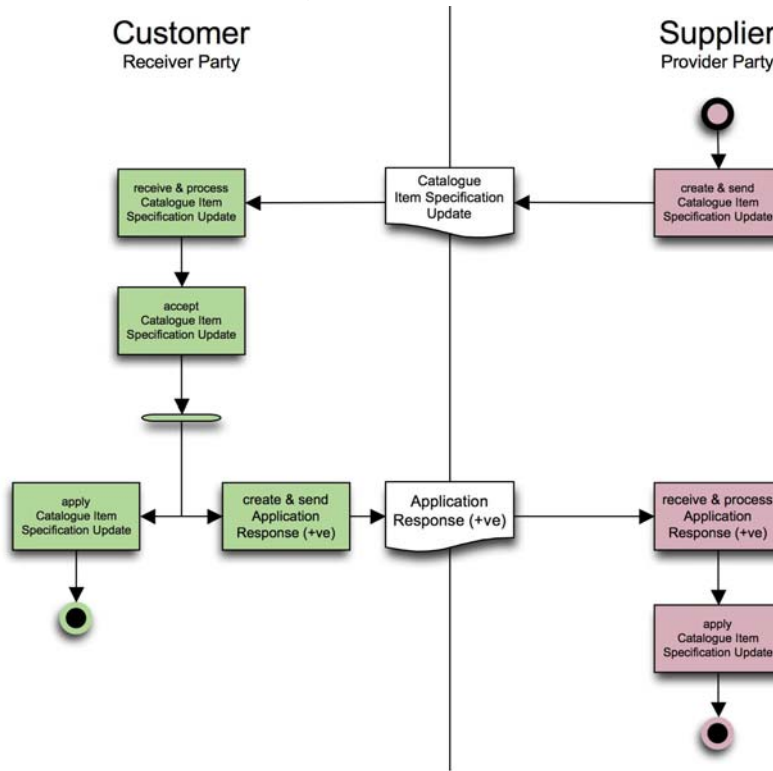 Customer
Receiver Party
Supplier
Provider Party
receive & process
Catalogue Item
Specification Update
Catalogue
Item Specification
Update
create & send
Catalogue Item
Specification Update
accept
Catalogue Item
Specification Update
apply
Catalogue Item
Specification Update
create & send
Application
Response (+ve)
Application
Response (+ve)
receive & process
Application
Response (+ve)
apply
Catalogue Item
Specification Update